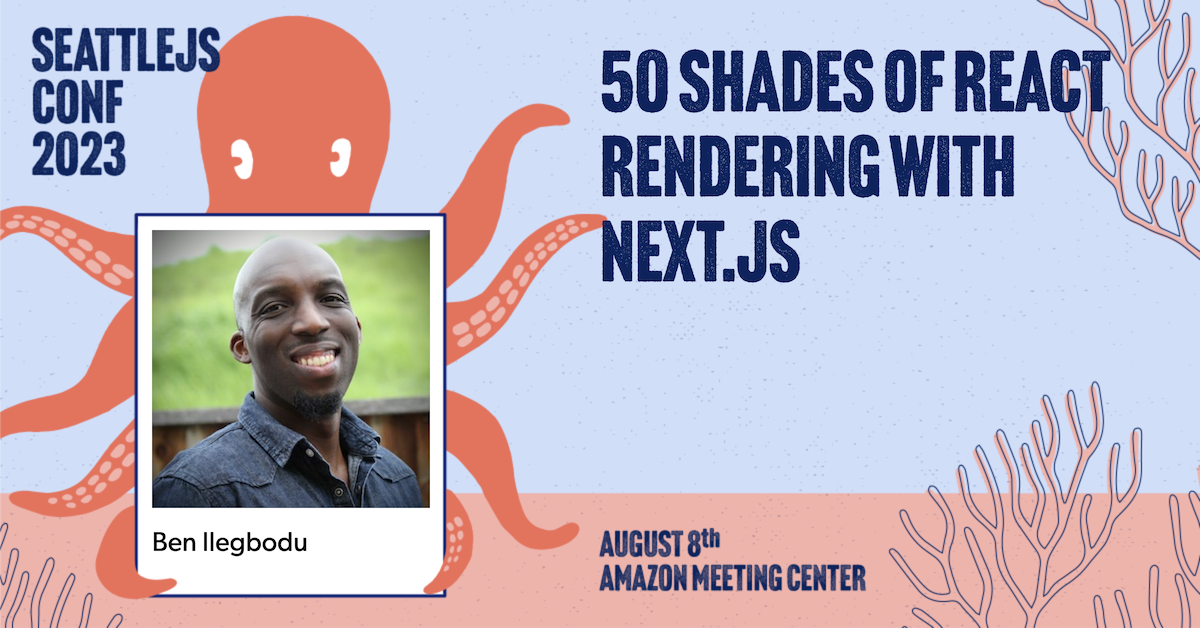 SEATTLEJS
CONF
2023
50 SHADES OF REACT
RENDERING WITH
NEXT.JS
Ben Ilegbodu
AUGUST 8th
AMAZON MEETING CENTER